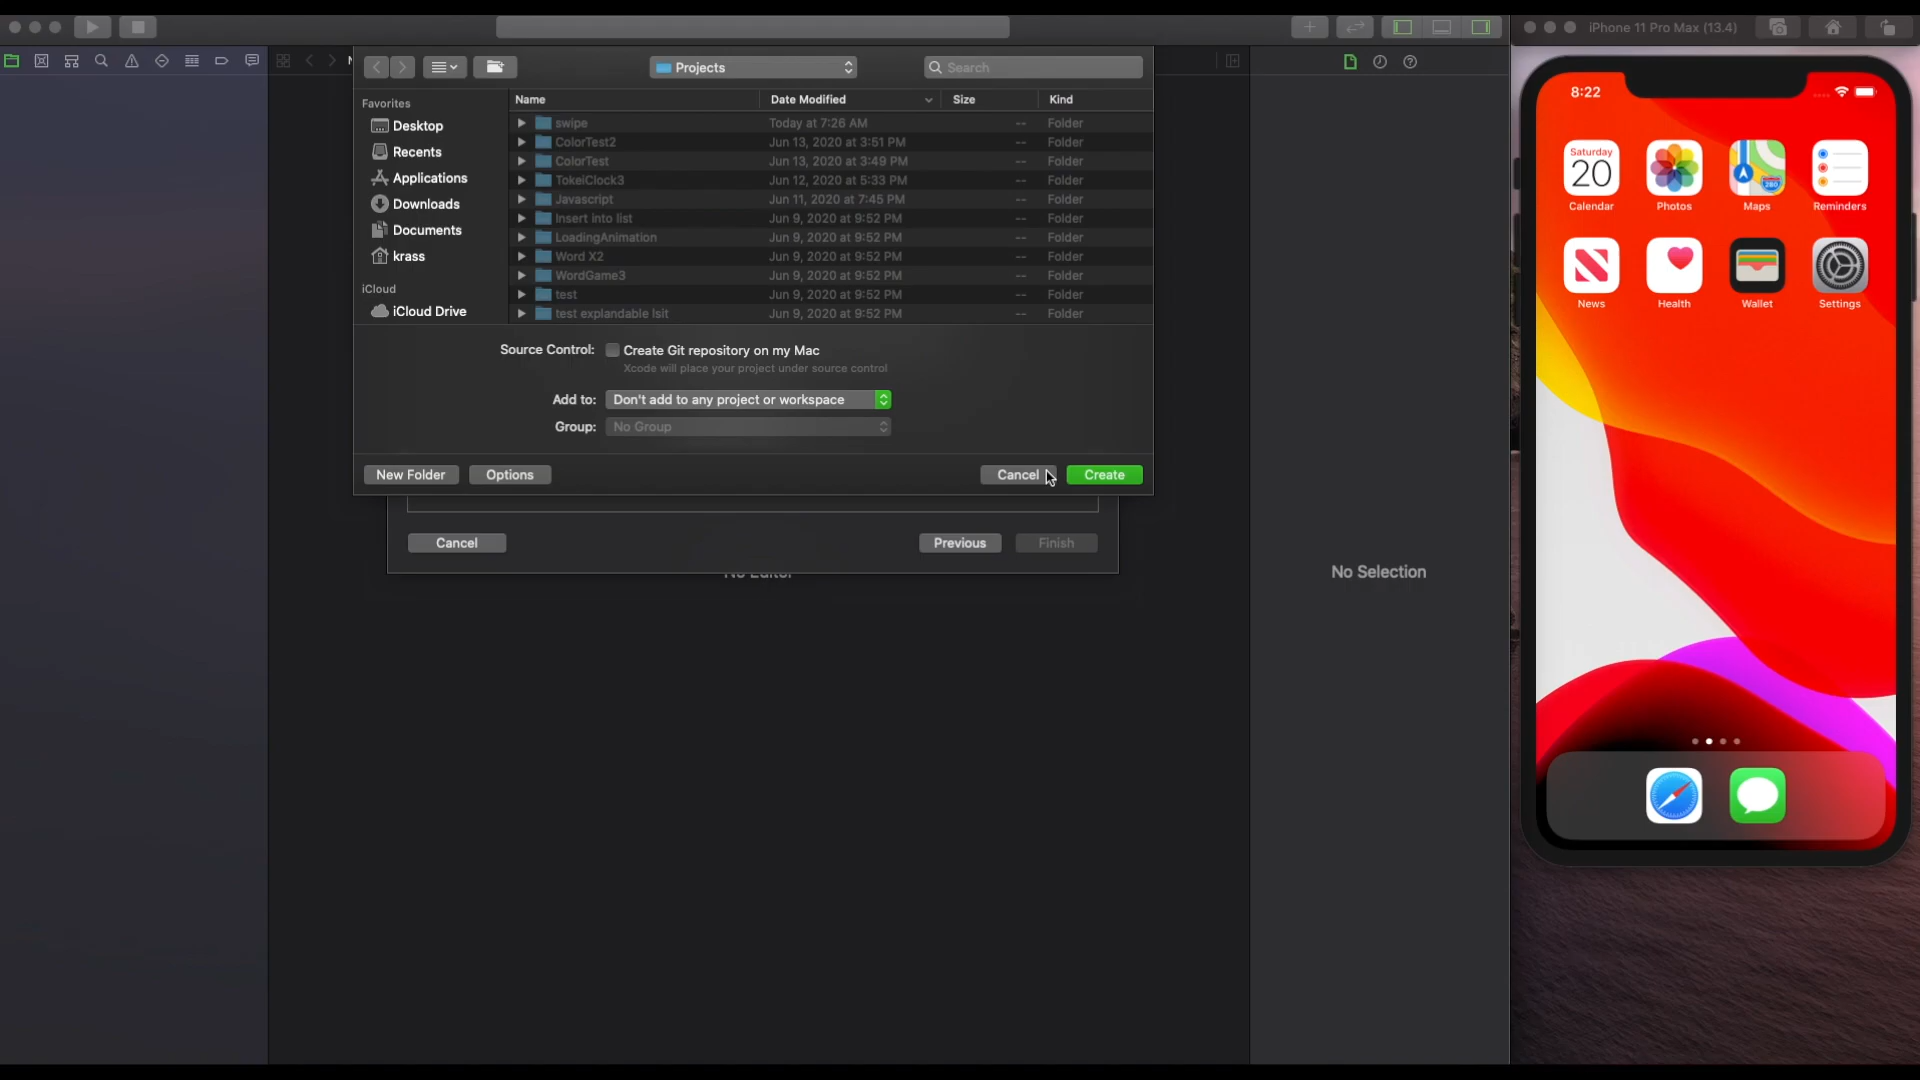 iPhone 11 Pro Max (13.4)
Projects
Search
Favorites
Desktop
Recents
Applications
Downloads
Documents
krass
iCloud
iCloud Drive
Name Date Modified Size Kind
swipe Today at 7:26 AM -- Folder
ColorTest2 Jun 13, 2020 at 3:51 PM -- Folder
ColorTest Jun 13, 2020 at 3:49 PM -- Folder
TokeiClock3 Jun 12, 2020 at 5:33 PM -- Folder
Javascript Jun 11, 2020 at 7:45 PM -- Folder
Insert into list Jun 9, 2020 at 9:52 PM -- Folder
LoadingAnimation Jun 9, 2020 at 9:52 PM -- Folder
Word X2 Jun 9, 2020 at 9:52 PM -- Folder
WordGame3 Jun 9, 2020 at 9:52 PM -- Folder
test Jun 9, 2020 at 9:52 PM -- Folder
test explandable lsit Jun 9, 2020 at 9:52 PM -- Folder
Source Control: Create Git repository on my Mac
Xcode will place your project under source control
Add to: Don't add to any project or workspace
Group: No Group
New Folder Options Cancel Create
Cancel Previous Finish
No Editor
No Selection
8:22
Saturday
20
280
Calendar Photos Maps Reminders
News Health Wallet Settings